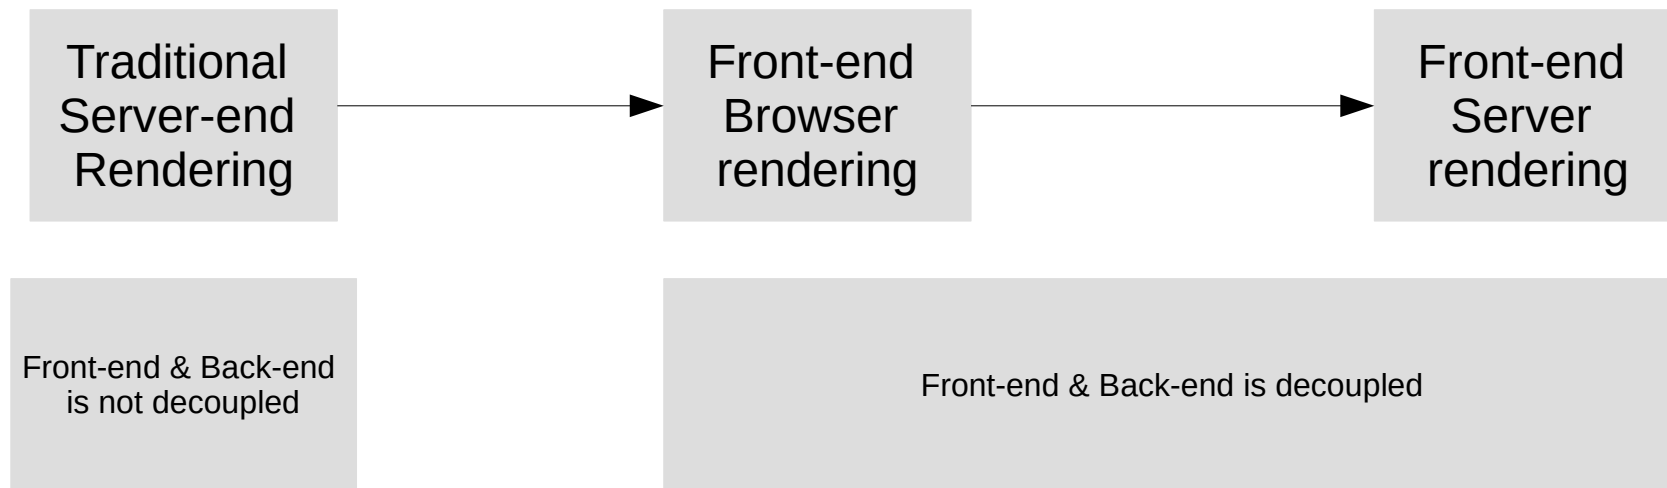 Traditional
Server-end
Rendering
Front-end
Browser
rendering
Front-end
Server
rendering
Front-end & Back-end
is not decoupled
Front-end & Back-end is decoupled